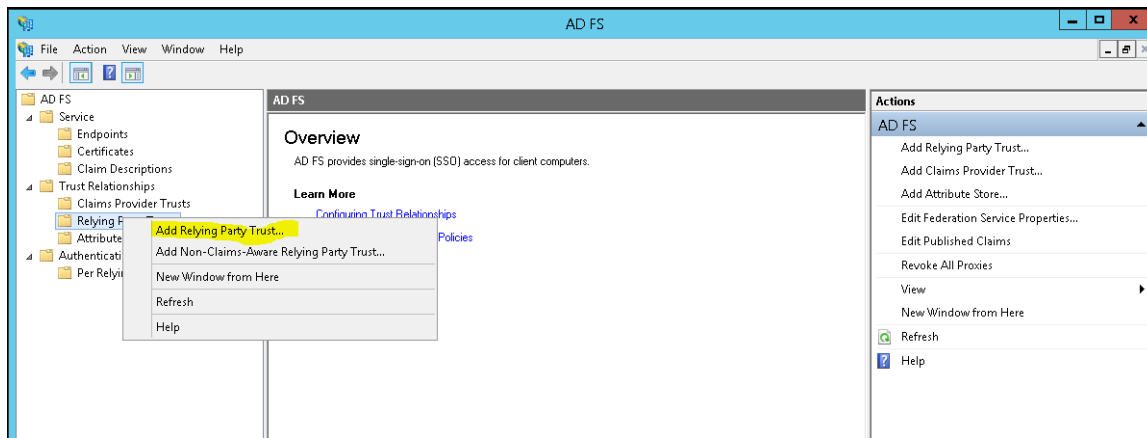 AD FS
File Action View Window Help
AD FS
Service
Endpoints
Certificates
Claim Descriptions
Trust Relationships
Claims Provider Trusts
Relying
Attribute
Per
Add Relying Party Trust...
Add Non-Claims-Aware Relying Party Trust...
New Window from Here
Refresh
Help
AD FS
Overview
AD FS provides single-sign-on (SSO) access for client computers.
Learn More
Configuring Trust Relationships
Policies
Actions
AD FS
Add Relying Party Trust...
Add Claims Provider Trust...
Add Attribute Store...
Edit Federation Service Properties...
Edit Published Claims
Revoke All Proxies
View
New Window from Here
Refresh
Help